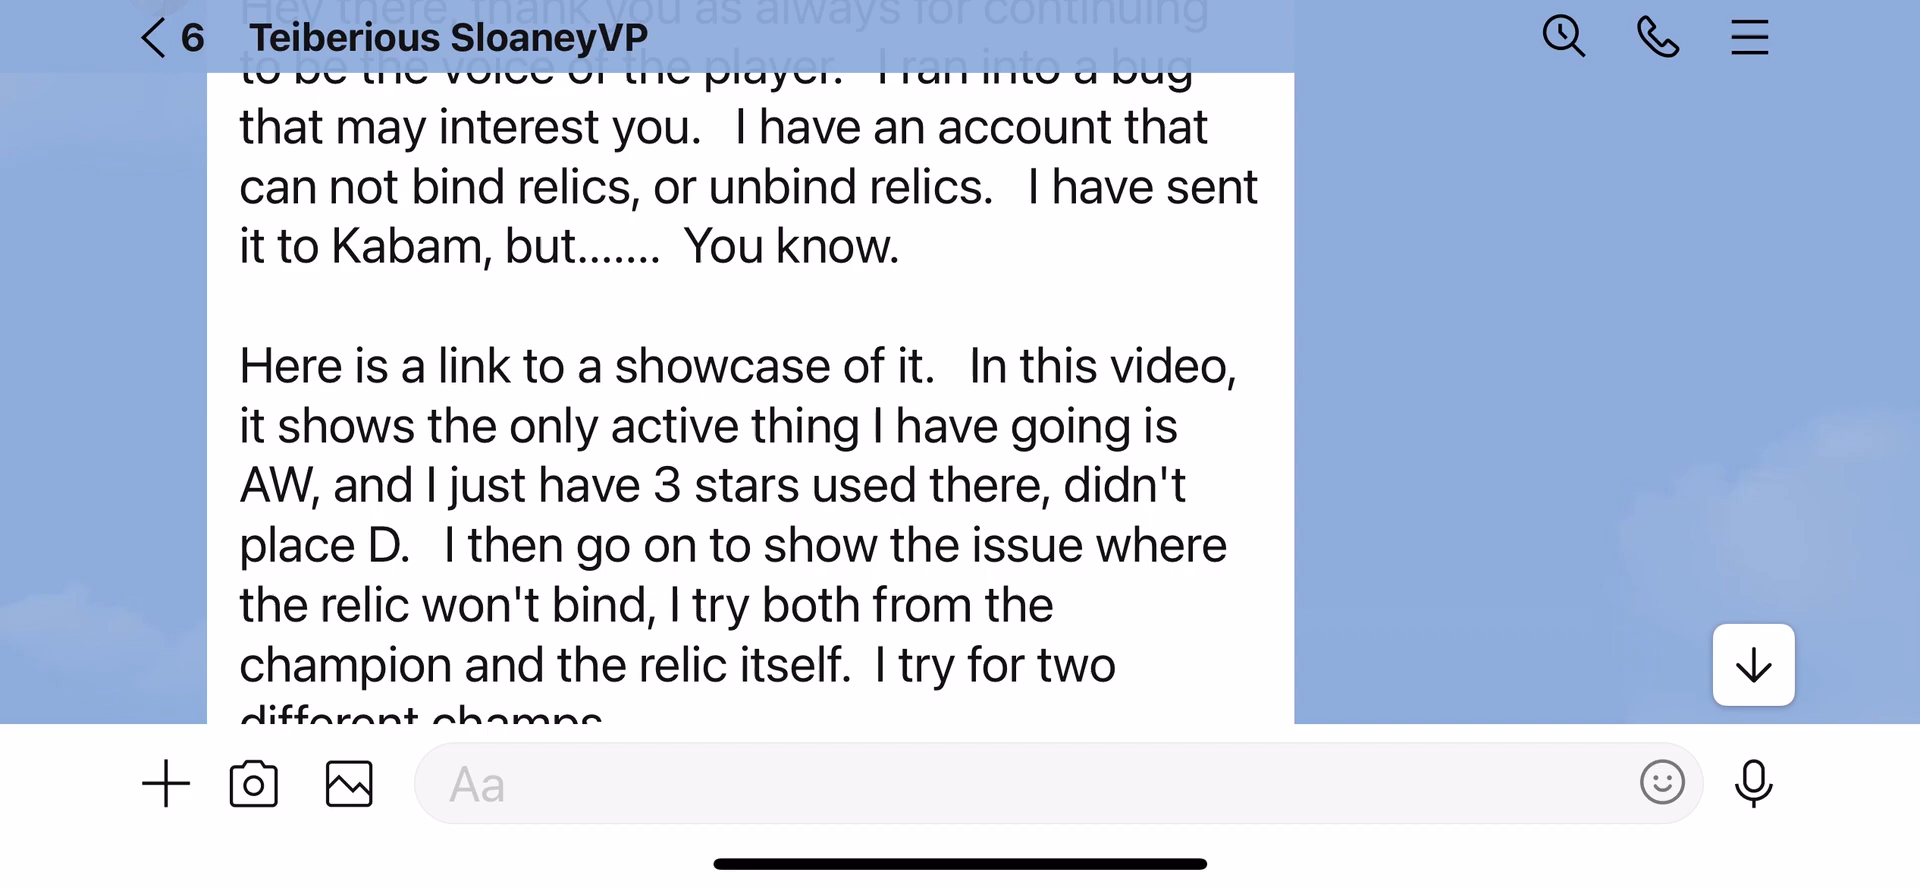 Hey there, thank you as always for continuing
6 Teiberious SloaneyVP
to be the voice of the player. I ran into a bug
that may interest you. I have an account that
can not bind relics, or unbind relics. I have sent
it to Kabam, but....... You know.
Here is a link to a showcase of it. In this video,
it shows the only active thing I have going is
AW, and I just have 3 stars used there, didn't
place D. I then go on to show the issue where
the relic won't bind, I try both from the
champion and the relic itself. I try for two
different champs
Aa